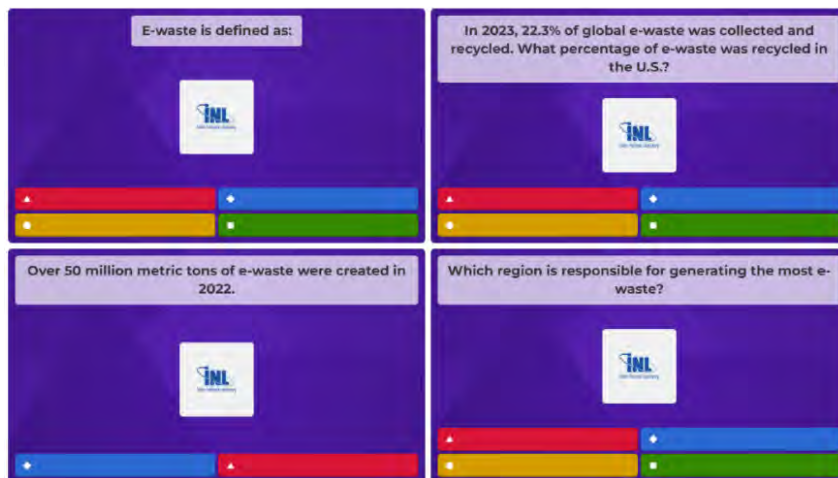 E-waste is defined as:
INL
In 2023, 22.3% of global e-waste was collected and
recycled. What percentage of e-waste was recycled in
the U.S.?
INL
Over 50 million metric tons of e-waste were created in
2022.
INL
Which region is responsible for generating the most e-
waste?
INL